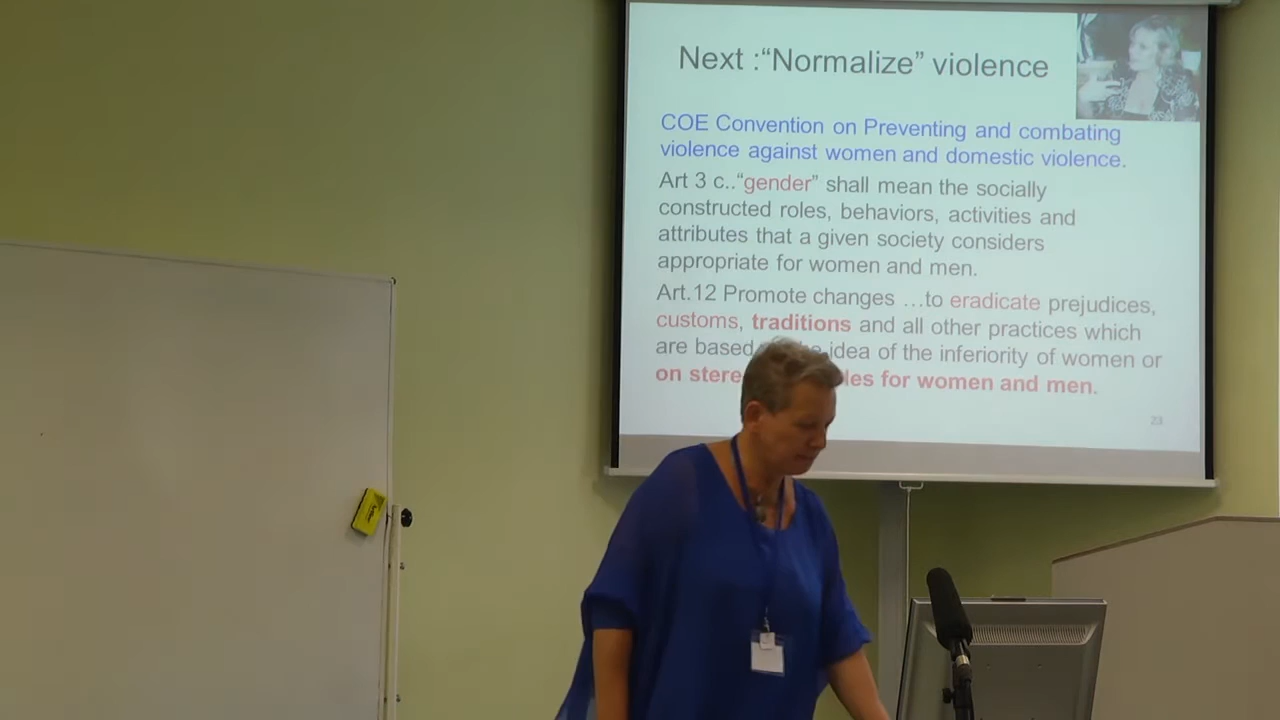 Next :“Normalize” violence
COE Convention on Preventing and combating
violence against women and domestic violence.
Art 3 c..“gender” shall mean the socially
constructed roles, behaviors, activities and
attributes that a given society considers
appropriate for women and men.
Art.12 Promote changes …to eradicate prejudices,
customs, traditions and all other practices which
are based idea of the inferiority of women or
on for women and men.
23